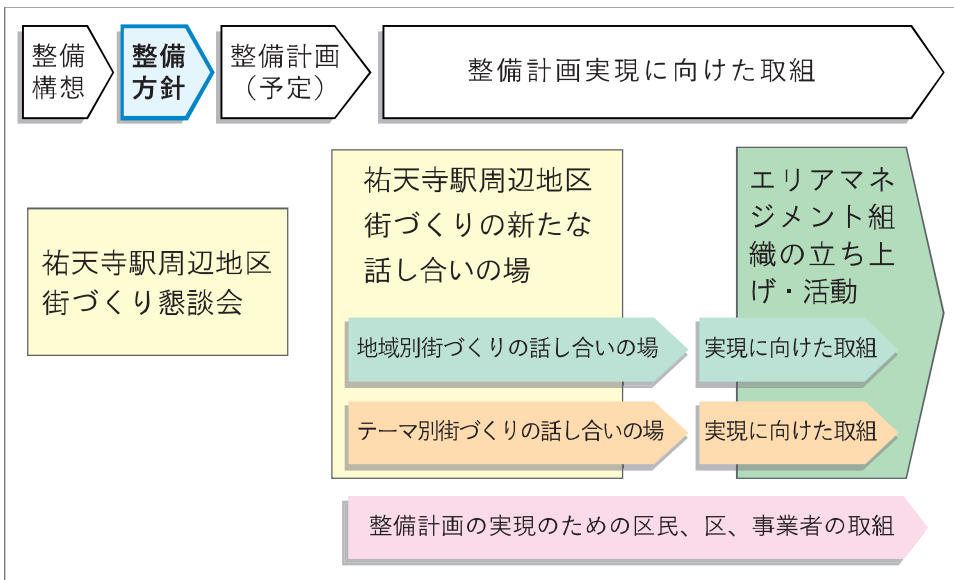 整備
構想
整備
方針
整備計画
（予定）
整備計画実現に向けた取組
祐天寺駅周辺地区
街づくり懇談会
祐天寺駅周辺地区
街づくりの新たな
話し合いの場
エリアマネ
ジメント組
織の立ち上
げ・活動
地域別街づくりの話し合いの場
実現に向けた取組
テーマ別街づくりの話し合いの場
実現に向けた取組
整備計画の実現のための区民、区、事業者の取組